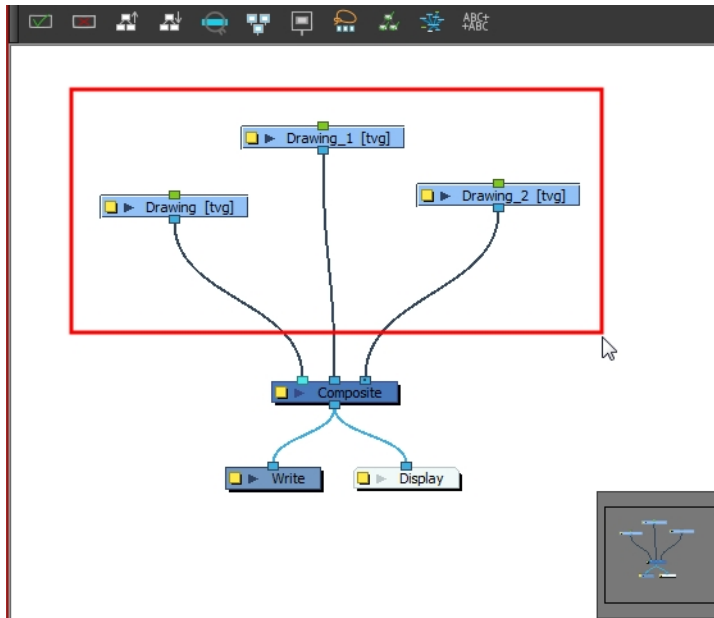 ABC+
+ABC
Drawing_1 [tvg]
Drawing_2 [tvg]
Drawing [tvg]
Composite
Write
Display